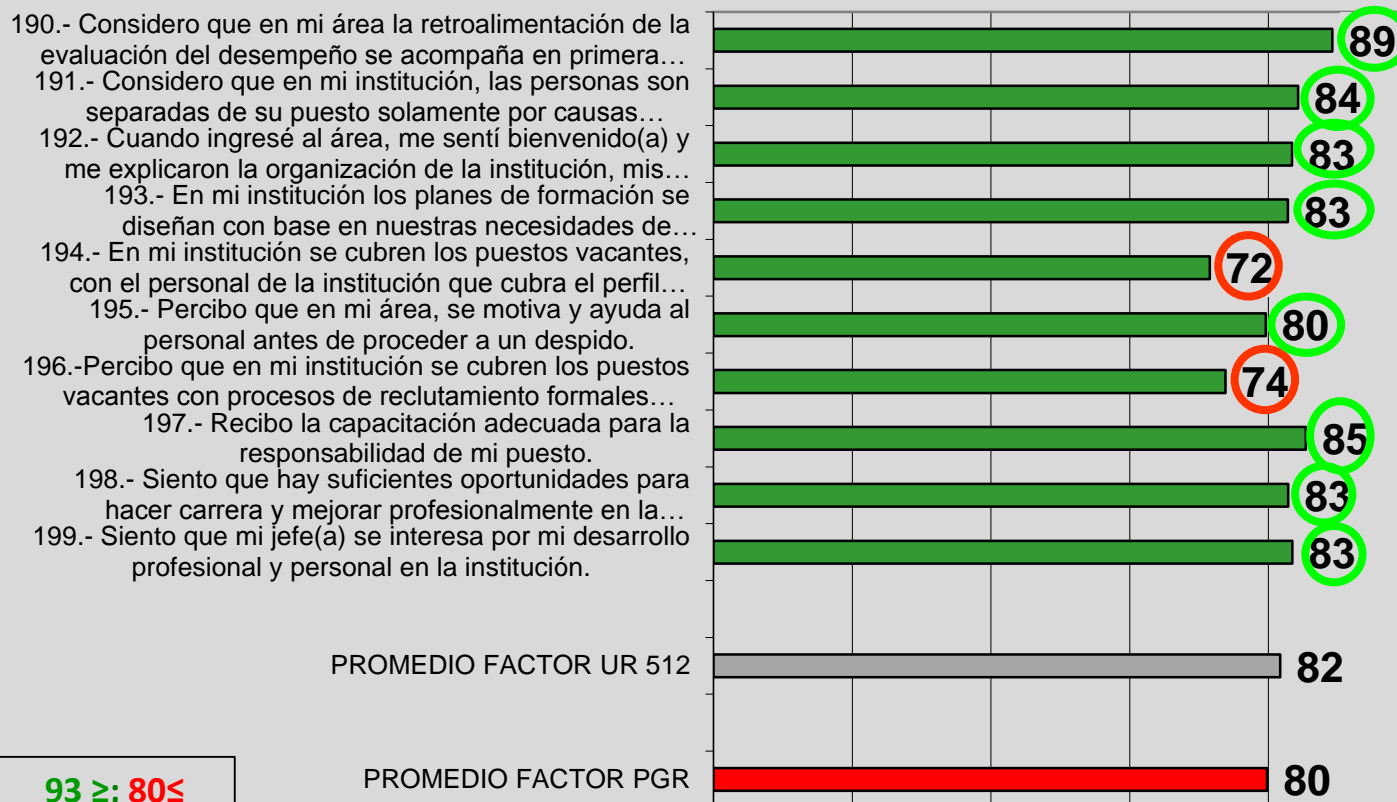 190.- Considero que en mi área la retroalimentación de la
evaluación del desempeño se acompaña en primera…
89
191.- Considero que en mi institución, las personas son
separadas de su puesto solamente por causas…
84
192.- Cuando ingresé al área, me sentí bienvenido(a) y
me explicaron la organización de la institución, mis…
83
193.- En mi institución los planes de formación se
diseñan con base en nuestras necesidades de…
83
194.- En mi institución se cubren los puestos vacantes,
con el personal de la institución que cubra el perfil…
72
195.- Percibo que en mi área, se motiva y ayuda al
personal antes de proceder a un despido.
80
196.-Percibo que en mi institución se cubren los puestos
vacantes con procesos de reclutamiento formales…
74
197.- Recibo la capacitación adecuada para la
responsabilidad de mi puesto.
85
198.- Siento que hay suficientes oportunidades para
hacer carrera y mejorar profesionalmente en la…
83
199.- Siento que mi jefe(a) se interesa por mi desarrollo
profesional y personal en la institución.
83
PROMEDIO FACTOR UR 512
82
PROMEDIO FACTOR PGR
80
93 ≥; 80≤